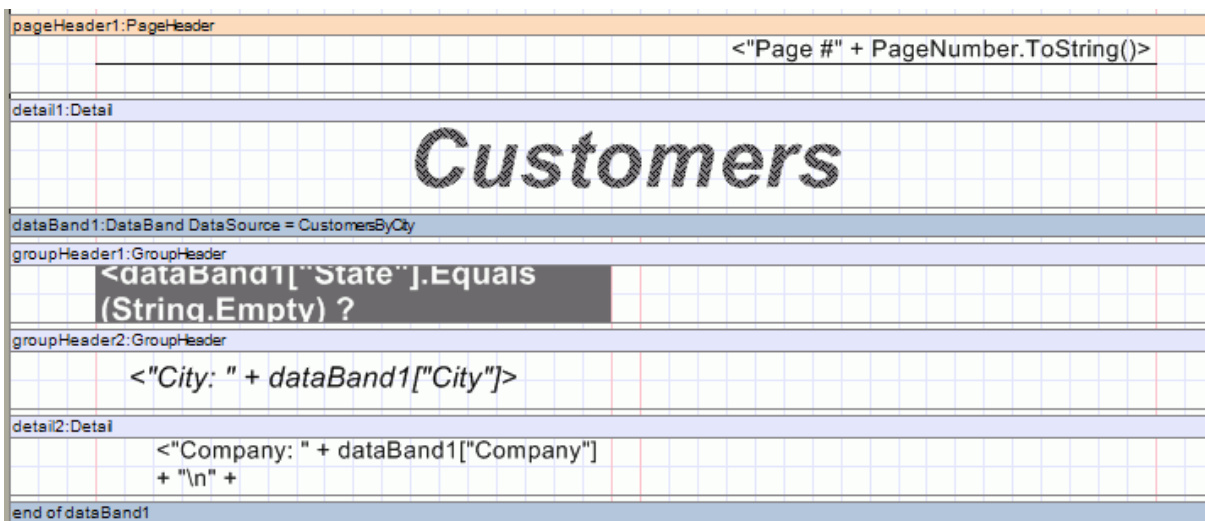 pageHeader1:PageHeader
<"Page #" + PageNumber.ToString()>
detail1:Detail
Customers
dataBand1:DataBand DataSource = CustomersByCity
groupHeader1:GroupHeader
<dataBand1["State"].Equals
(String.Empty) ?
groupHeader2:GroupHeader
<"City: " + dataBand1["City"]>
detail2:Detail
<"Company: " + dataBand1["Company"]
+ "\n" +
end of dataBand1